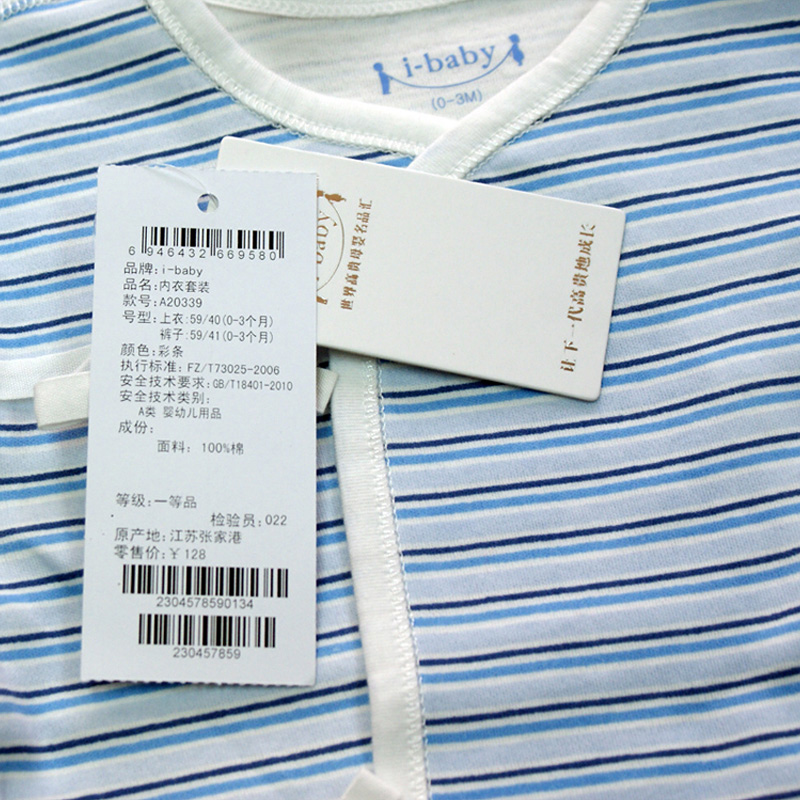 i-baby
(0-3M)
6 946432 669580
品牌:i-baby
品名:内衣套装
款号:A20339
号型:上衣:59/40(0-3个月)
裤子:59/41(0-3个月)
颜色:彩条
执行标准: FZ/T73025-2006
安全技术要求:GB/T18401-2010
安全技术类别:
A类 婴幼儿用品
成份:
面料: 100%棉
等级:一等品
检验员:022
原产地:江苏张家港
零售价:¥128
2304578590134
230457859
世界高贵母婴名品汇
让下一代高贵地成长